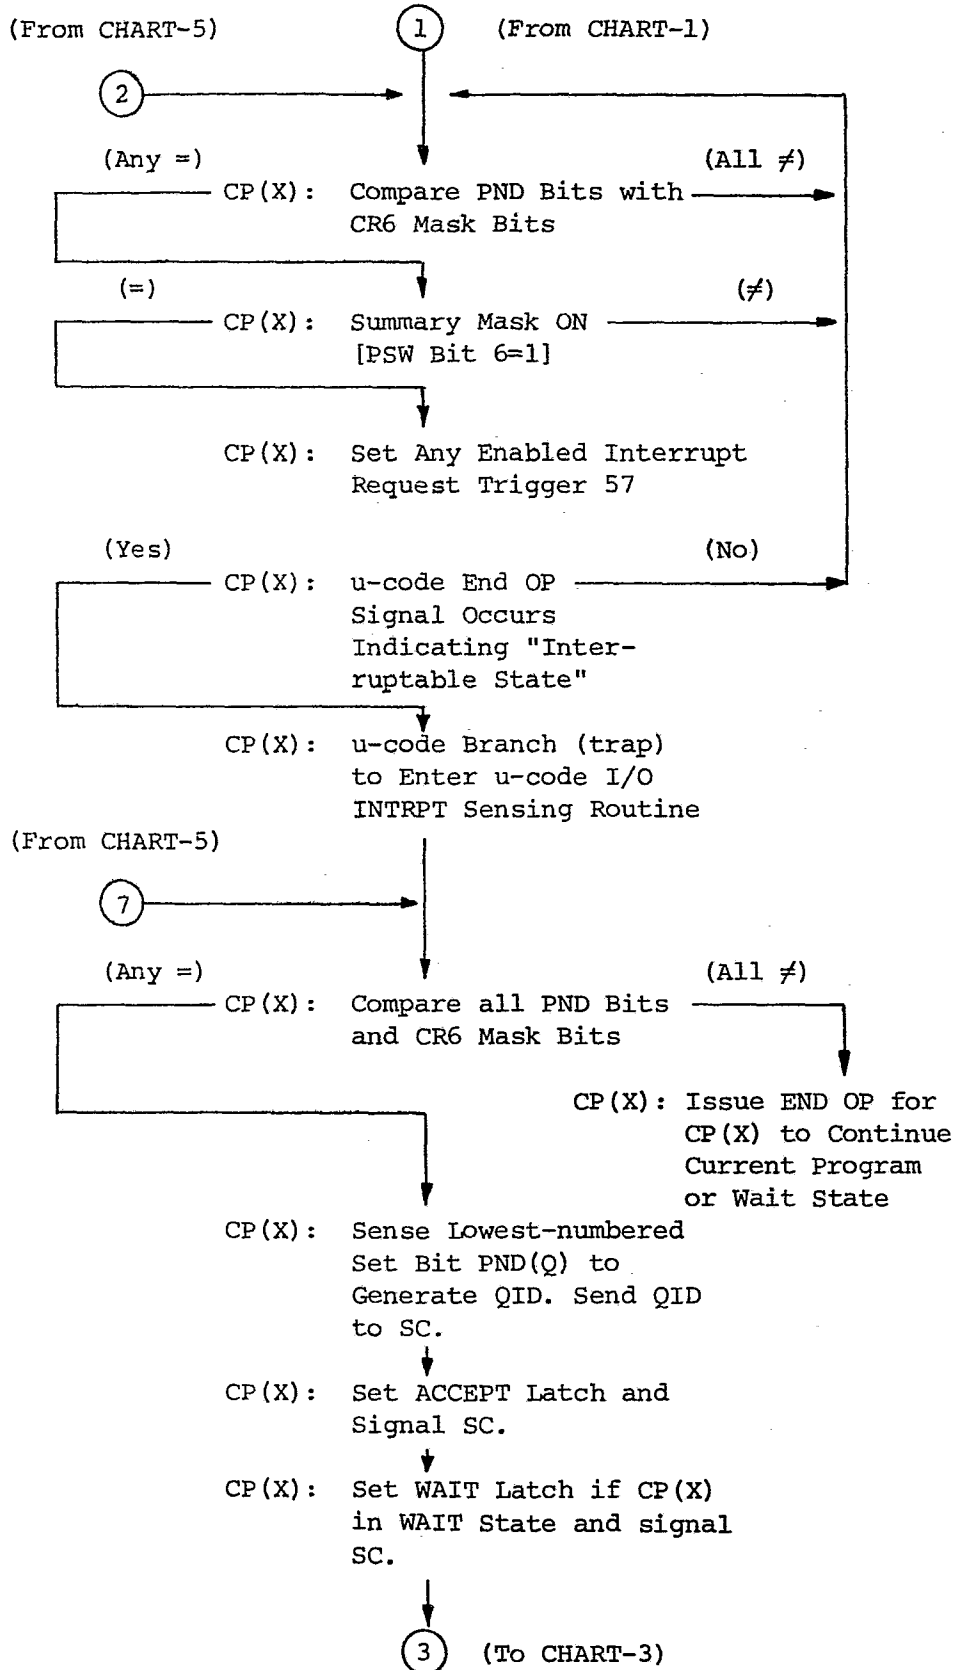 (From CHART-5) 1 (From CHART-1)
2
(Any =) (All ≠)
CP(X): Compare PND Bits with
CR6 Mask Bits
(=) (≠)
CP(X): Summary Mask ON
[PSW Bit 6=1]
CP(X): Set Any Enabled Interrupt
Request Trigger 57
(Yes) (No)
CP(X): u-code End OP
Signal Occurs
Indicating "Inter-
ruptable State"
CP(X): u-code Branch (trap)
to Enter u-code I/O
INTRPT Sensing Routine
(From CHART-5)
7
(Any =) (All ≠)
CP(X): Compare all PND Bits
and CR6 Mask Bits
CP(X): Issue END OP for
CP(X) to Continue
Current Program
or Wait State
CP(X): Sense Lowest-numbered
Set Bit PND(Q) to
Generate QID. Send QID
to SC.
CP(X): Set ACCEPT Latch and
Signal SC.
CP(X): Set WAIT Latch if CP(X)
in WAIT State and signal
SC.
3 (To CHART-3)